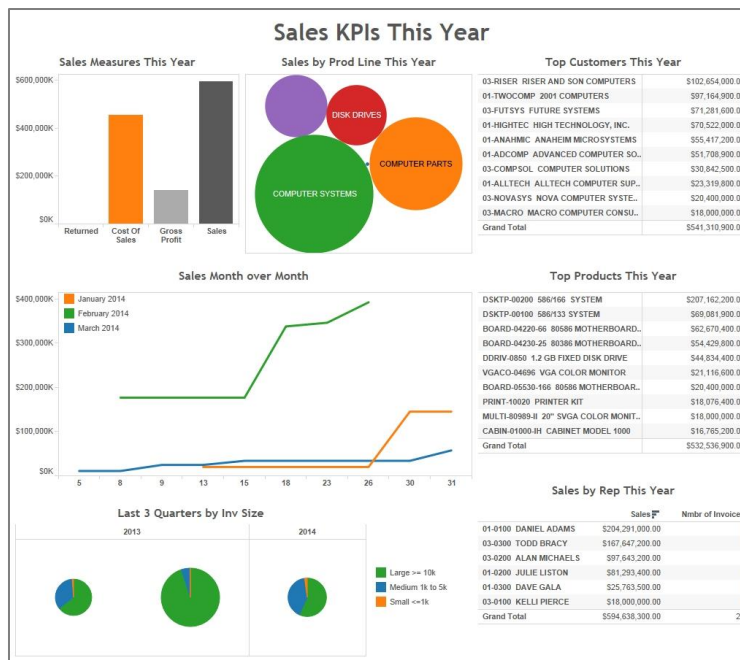 Sales KPIs This Year
Sales Measures This Year
$600,000K
$400,000K
$200,000K
$0K
Returned
Cost Of Sales
Gross Profit
Sales
Sales by Prod Line This Year
DISK DRIVES
COMPUTER PARTS
COMPUTER SYSTEMS
Top Customers This Year
03-RISER RISER AND SON COMPUTERS $102,654,000.0
01-TWOCOMP 2001 COMPUTERS $97,164,900.0
03-FUTSYS FUTURE SYSTEMS $71,281,600.0
01-HIGHTEC HIGH TECHNOLOGY, INC. $70,522,000.0
01-ANAHMIC ANAHEIM MICROSYSTEMS $55,417,200.0
01-ADCOMP ADVANCED COMPUTER SO.. $51,708,900.0
03-COMPSOL COMPUTER SOLUTIONS $30,842,500.0
01-ALLTECH ALLTECH COMPUTER SUP.. $23,319,800.0
03-NOVASYS NOVA COMPUTER SYSTE.. $20,400,000.0
03-MACRO MACRO COMPUTER CONSU.. $18,000,000.0
Grand Total $541,310,900.0
Sales Month over Month
January 2014
February 2014
March 2014
$400,000K
$300,000K
$200,000K
$100,000K
$0K
5 8 9 13 15 18 23 26 30 31
Top Products This Year
DSKTP-00200 586/166 SYSTEM $207,162,200.0
DSKTP-00100 586/133 SYSTEM $69,081,900.0
BOARD-04220-66 80586 MOTHERBOARD.. $62,670,400.0
BOARD-04230-25 80386 MOTHERBOARD.. $54,429,800.0
DDRIV-0850 1.2 GB FIXED DISK DRIVE $44,834,400.0
VGACO-04696 VGA COLOR MONITOR $21,116,600.0
BOARD-05530-166 80586 MOTHERBOAR.. $20,400,000.0
PRINT-10020 PRINTER KIT $18,076,400.0
MULTI-80989-II 20" SVGA COLOR MONIT.. $18,000,000.0
CABIN-01000-IH CABINET MODEL 1000 $16,765,200.0
Grand Total $532,536,900.0
Last 3 Quarters by Inv Size
2013 2014
Large >= 10k
Medium 1k to 5k
Small <=1k
Sales by Rep This Year
Sales Nmbr of Invoice
01-0100 DANIEL ADAMS $204,291,000.00
03-0300 TODD BRACY $167,647,200.00
03-0200 ALAN MICHAELS $97,643,200.00
01-0200 JULIE LISTON $81,293,400.00
01-0300 DAVE GALA $25,763,500.00
03-0100 KELLI PIERCE $18,000,000.00
Grand Total $594,638,300.00 2